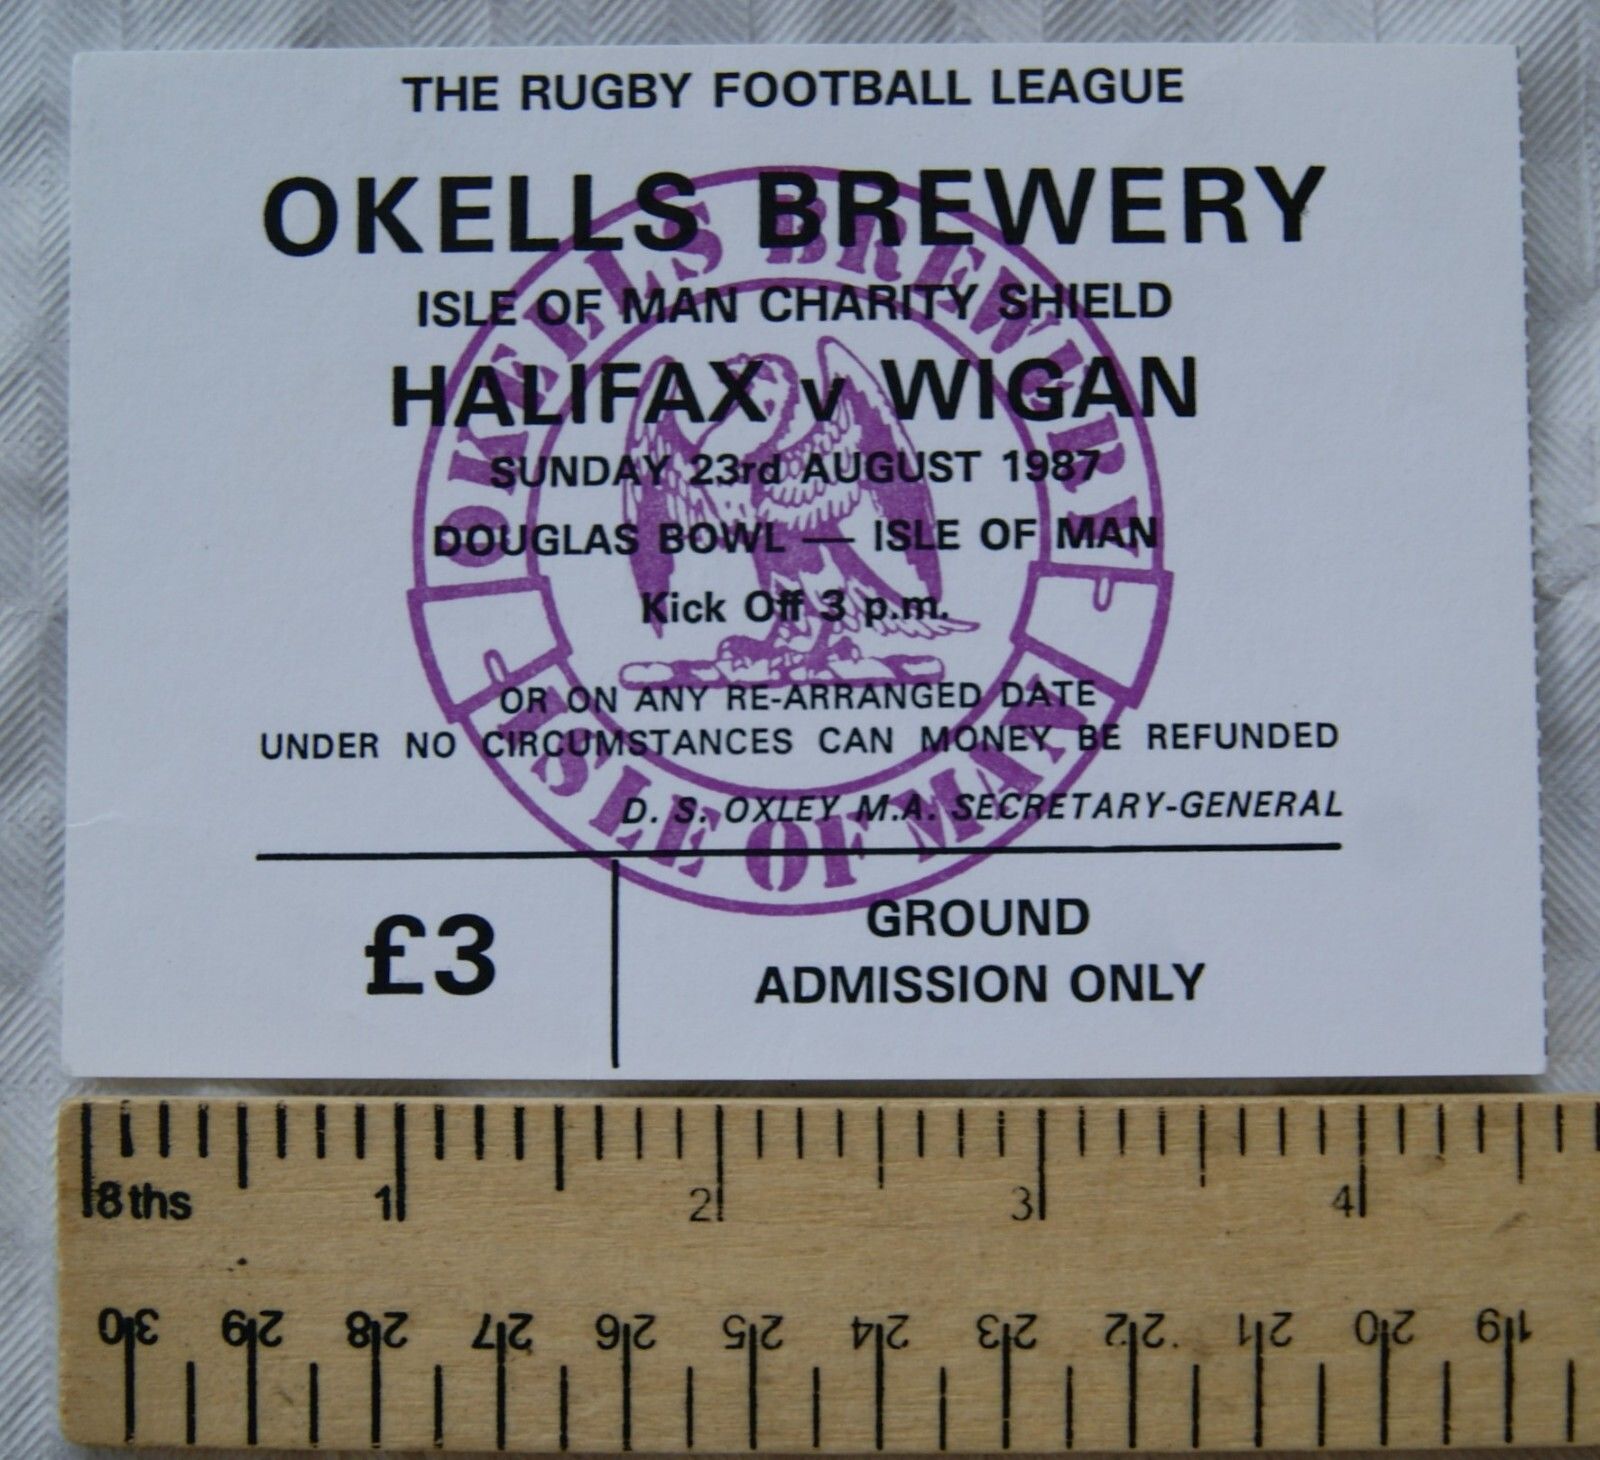 THE RUGBY FOOTBALL LEAGUE
OKELLS BREWERY
ISLE OF MAN CHARITY SHIELD
HALIFAX v WIGAN
SUNDAY 23rd AUGUST 1987
DOUGLAS BOWL — ISLE OF MAN
Kick Off 3 p.m.
OR ON ANY RE-ARRANGED DATE
UNDER NO CIRCUMSTANCES CAN MONEY BE REFUNDED
D. S. OXLEY M.A. SECRETARY-GENERAL
OKELLS BREWERY
ISLE OF MAN
£3
GROUND
ADMISSION ONLY
8ths 1 2 3 4
30 29 28 27 26 25 24 23 22 21 20 19